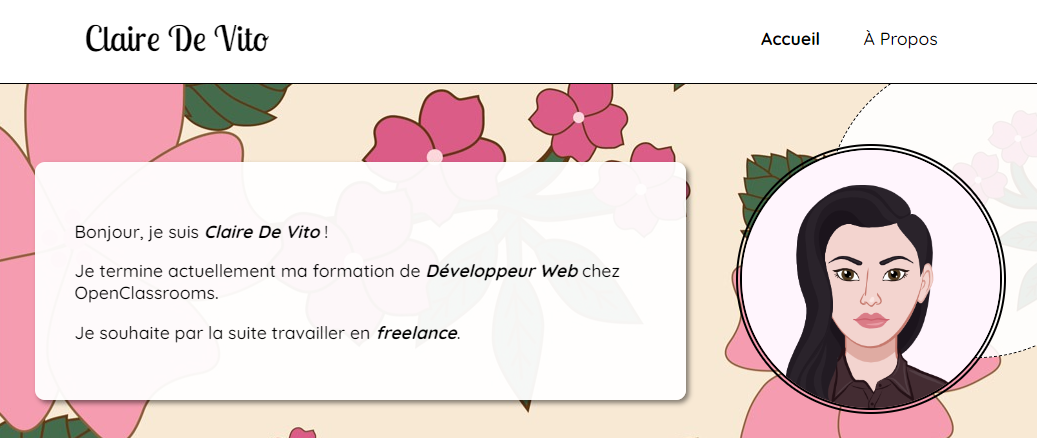 Claire De Vito
Accueil
À Propos
Bonjour, je suis Claire De Vito !
Je termine actuellement ma formation de Développeur Web chez
OpenClassrooms.
Je souhaite par la suite travailler en freelance.